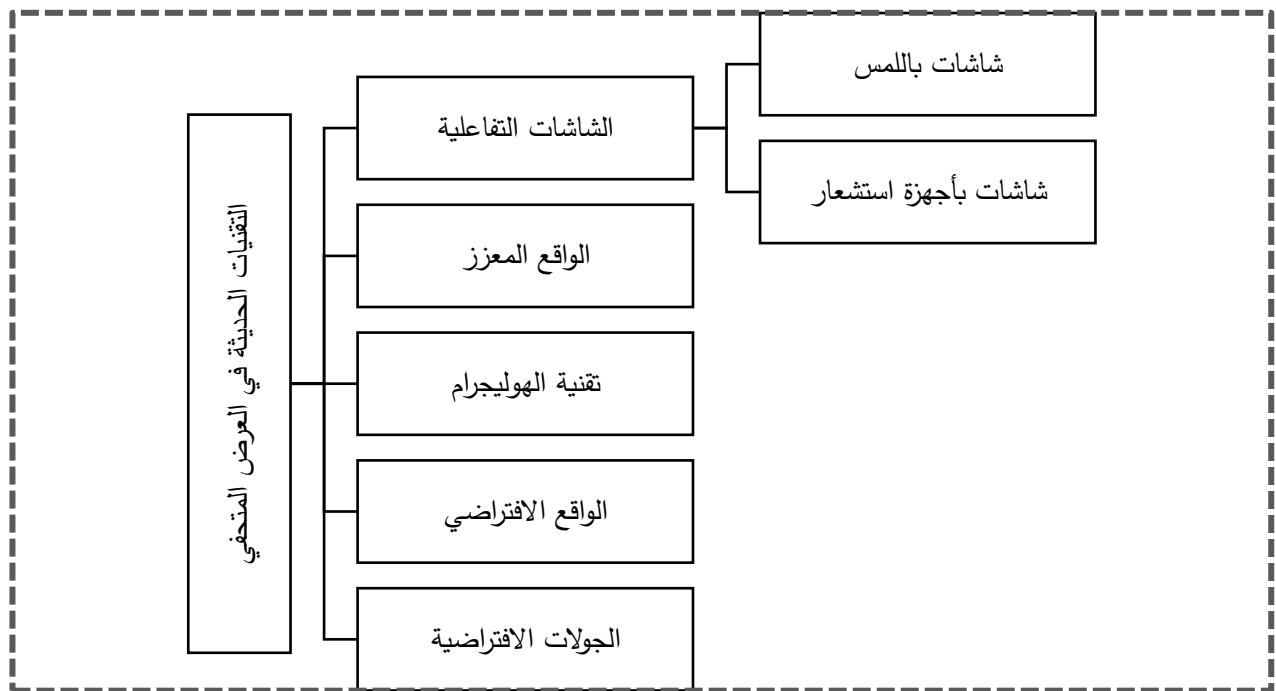 التقنيات الحديثة في العرض المتحفي
الشاشات التفاعلية
شاشات باللمس
شاشات بأجهزة استشعار
الواقع المعزز
تقنية الهوليجرام
الواقع الافتراضي
الجولات الافتراضية